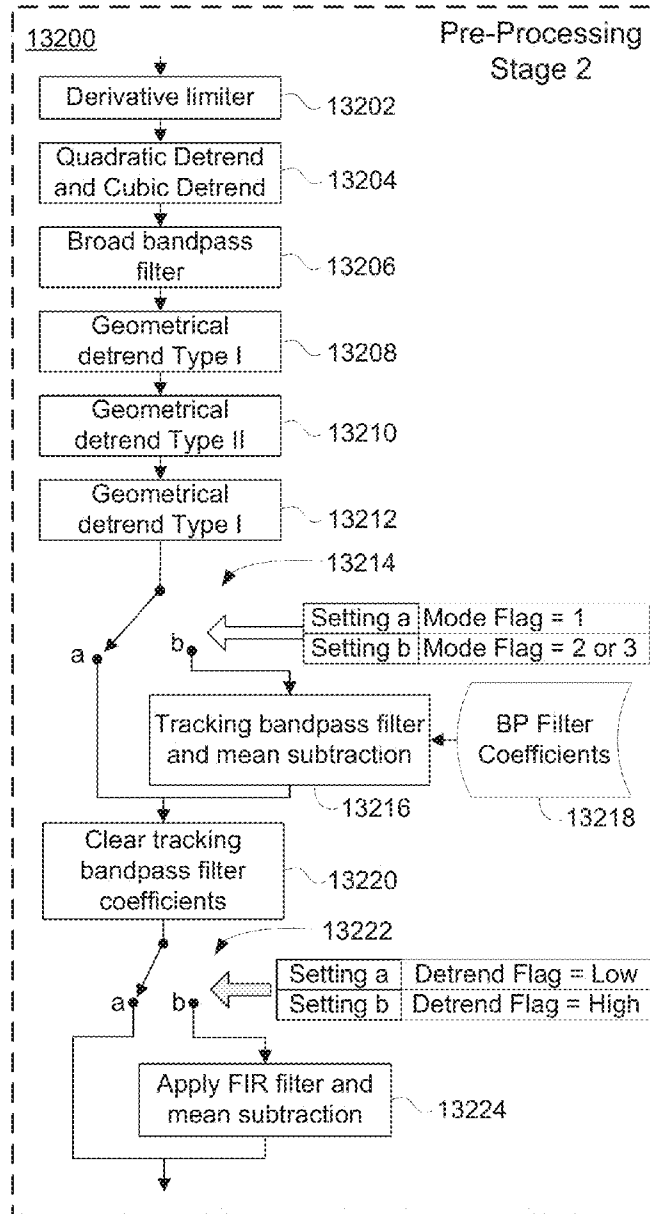 13200
Pre-Processing
Stage 2
Derivative limiter
13202
Quadratic Detrend
and Cubic Detrend
13204
Broad bandpass
filter
13206
Geometrical
detrend Type I
13208
Geometrical
detrend Type II
13210
Geometrical
detrend Type I
13212
13214
Setting a Mode Flag = 1
Setting b Mode Flag = 2 or 3
a
b
Tracking bandpass filter
and mean subtraction
BP Filter
Coefficients
13216
13218
Clear tracking
bandpass filter
coefficients
13220
13222
Setting a Detrend Flag = Low
Setting b Detrend Flag = High
a
b
Apply FIR filter and
mean subtraction
13224